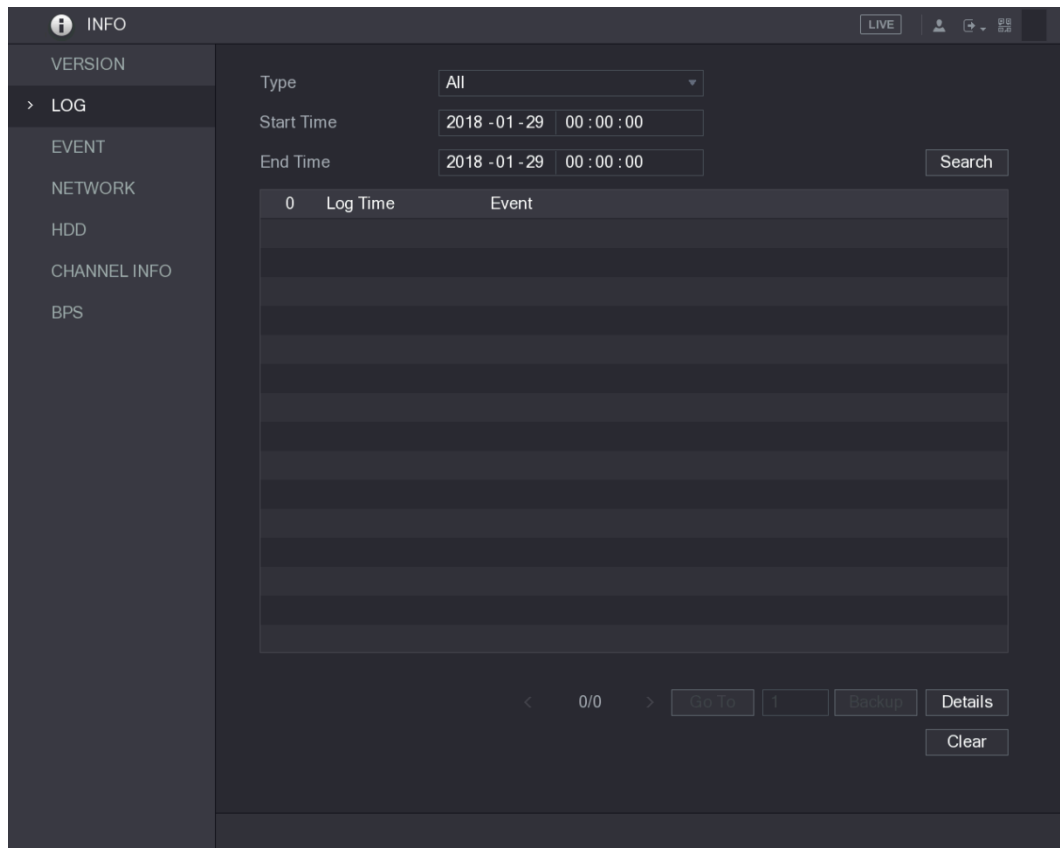 INFO LIVE
VERSION
LOG
EVENT
NETWORK
HDD
CHANNEL INFO
BPS
Type All
Start Time 2018 -01 -29 00 : 00 : 00
End Time 2018 -01 -29 00 : 00 : 00 Search
0 Log Time Event
< 0/0 > Go To 1 Backup Details
Clear